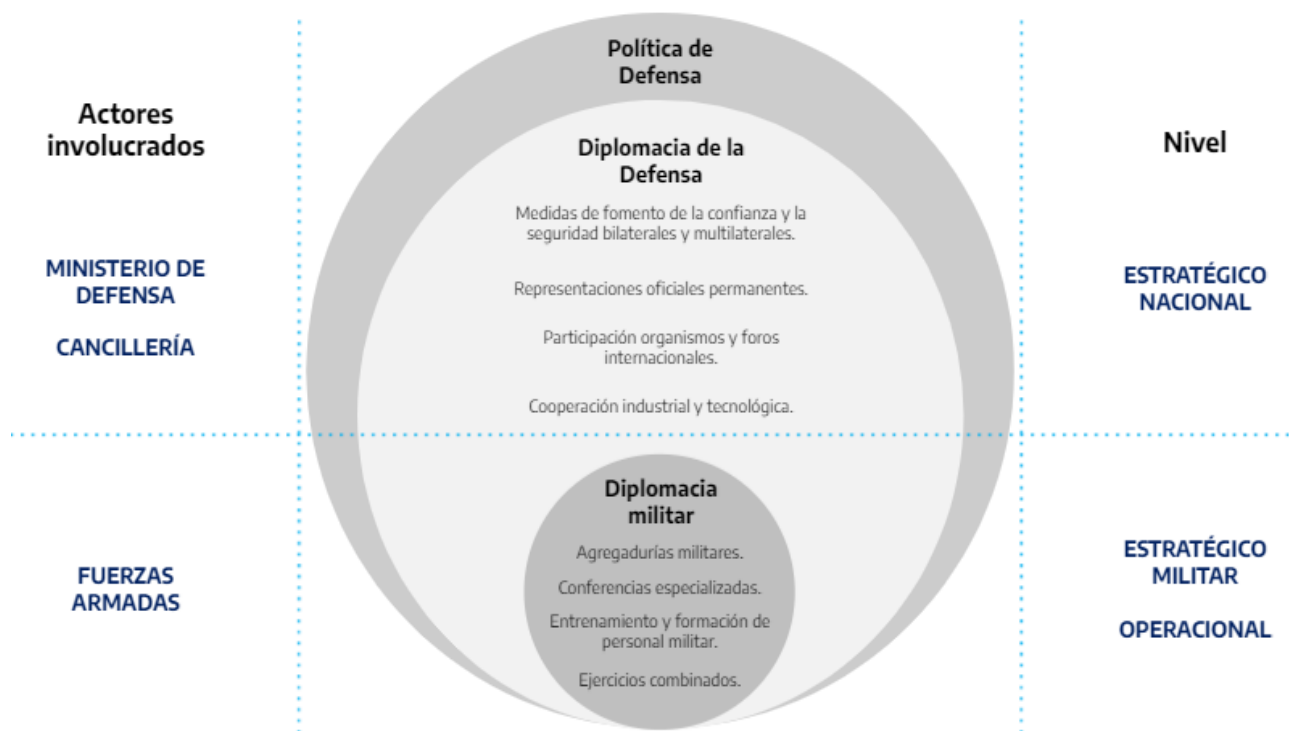 Política de
Defensa
Actores
involucrados
Nivel
Diplomacia de la
Defensa
Medidas de fomento de la confianza y la
seguridad bilaterales y multilaterales.
MINISTERIO DE
DEFENSA
CANCILLERÍA
Representaciones oficiales permanentes.
Participación organismos y foros
internacionales.
Cooperación industrial y tecnológica.
ESTRATÉGICO
NACIONAL
Diplomacia
militar
Agregadurías militares.
Conferencias especializadas.
Entrenamiento y formación de
personal militar.
Ejercicios combinados.
FUERZAS
ARMADAS
ESTRATÉGICO
MILITAR
OPERACIONAL